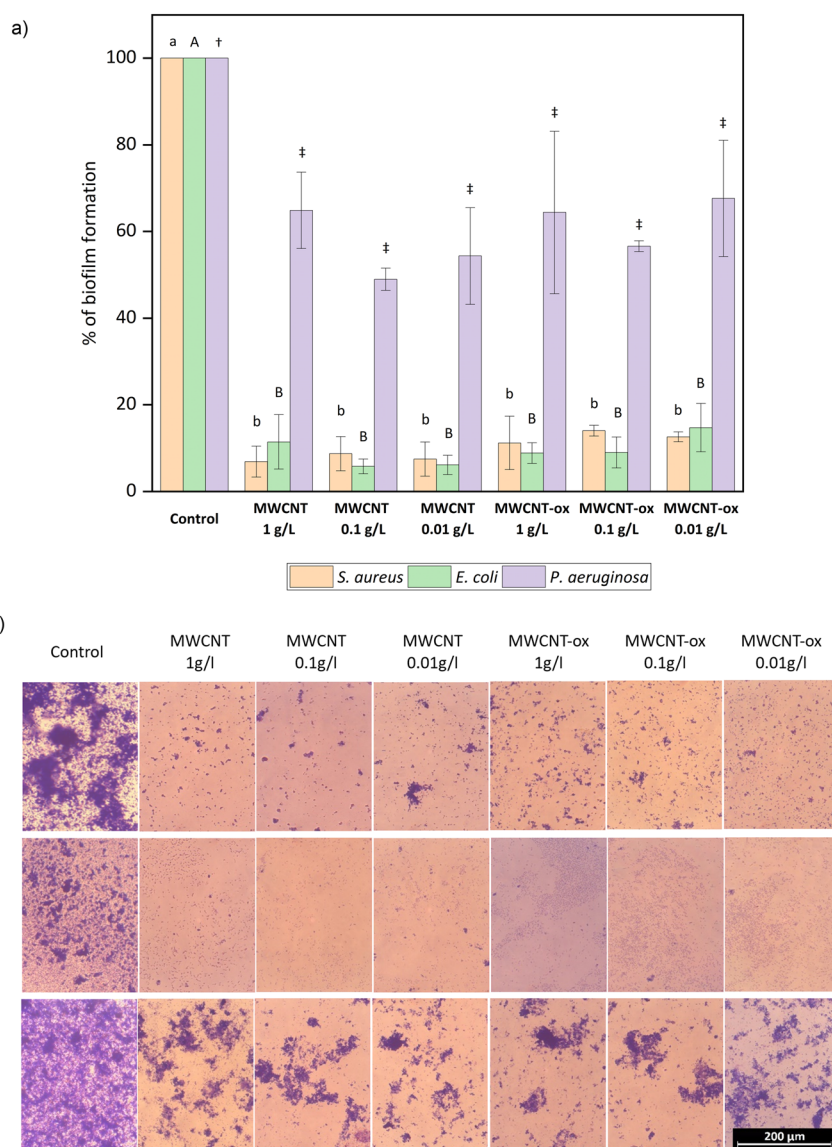 a)
a A †
100
80
60
40
20
0
% of biofilm formation
‡ ‡ ‡ ‡ ‡ ‡
b B b B b B b B b B b B
Control
MWCNT
1 g/L
MWCNT
0.1 g/L
MWCNT
0.01 g/L
MWCNT-ox
1 g/L
MWCNT-ox
0.1 g/L
MWCNT-ox
0.01 g/L
S. aureus E. coli P. aeruginosa
)
Control
MWCNT
1g/l
MWCNT
0.1g/l
MWCNT
0.01g/l
MWCNT-ox
1g/l
MWCNT-ox
0.1g/l
MWCNT-ox
0.01g/l
200 µm